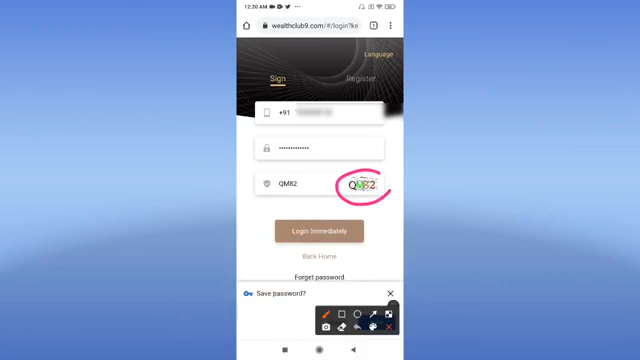 12:20 AM
wealthclub9.com/#/login?ke
1
Language
Sign
Register
+91
•••••••••••••
QM82
QM82
Login Immediately
Back Home
Forget password
Save password?